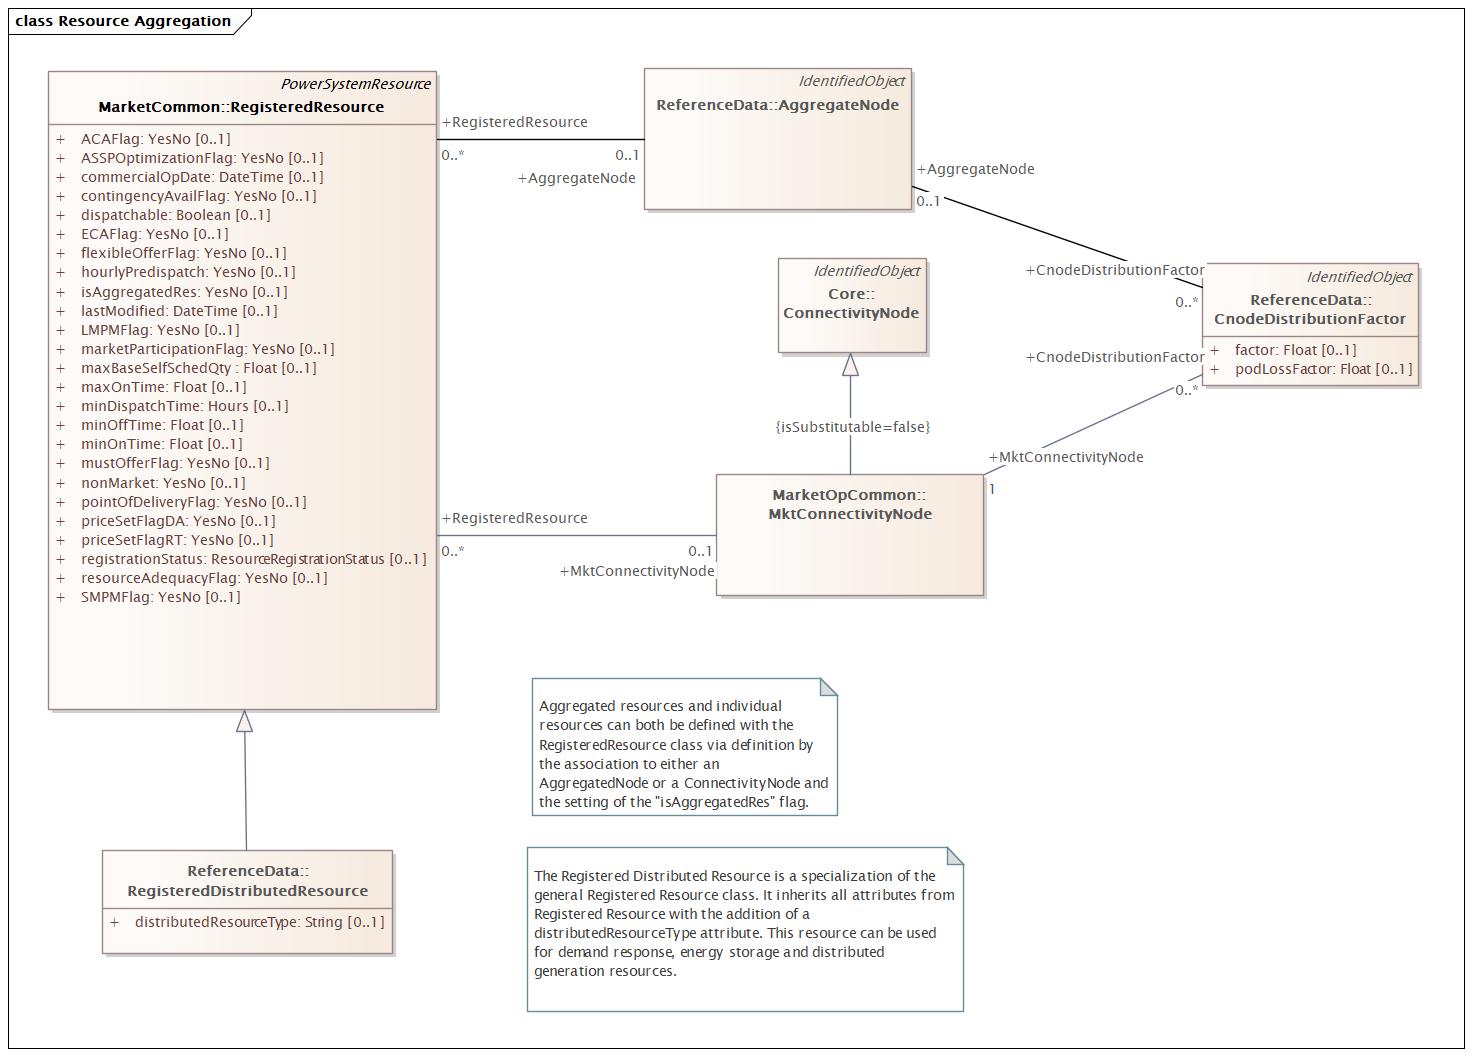 class Resource Aggregation
PowerSystemResource
MarketCommon::RegisteredResource
+ ACAFlag: YesNo [0..1]
+ ASSPOptimizationFlag: YesNo [0..1]
+ commercialOpDate: DateTime [0..1]
+ contingencyAvailFlag: YesNo [0..1]
+ dispatchable: Boolean [0..1]
+ ECAFlag: YesNo [0..1]
+ flexibleOfferFlag: YesNo [0..1]
+ hourlyPredispatch: YesNo [0..1]
+ isAggregatedRes: YesNo [0..1]
+ lastModified: DateTime [0..1]
+ LMPMFlag: YesNo [0..1]
+ marketParticipationFlag: YesNo [0..1]
+ maxBaseSelfSchedQty : Float [0..1]
+ maxOnTime: Float [0..1]
+ minDispatchTime: Hours [0..1]
+ minOffTime: Float [0..1]
+ minOnTime: Float [0..1]
+ mustOfferFlag: YesNo [0..1]
+ nonMarket: YesNo [0..1]
+ pointOfDeliveryFlag: YesNo [0..1]
+ priceSetFlagDA: YesNo [0..1]
+ priceSetFlagRT: YesNo [0..1]
+ registrationStatus: ResourceRegistrationStatus [0..1]
+ resourceAdequacyFlag: YesNo [0..1]
+ SMPMFlag: YesNo [0..1]
+RegisteredResource
0..*
0..1
+AggregateNode
IdentifiedObject
ReferenceData::AggregateNode
+AggregateNode
0..1
+CnodeDistributionFactor
0..*
IdentifiedObject
Core::
ConnectivityNode
IdentifiedObject
ReferenceData::
CnodeDistributionFactor
+ factor: Float [0..1]
+ podLossFactor: Float [0..1]
+CnodeDistributionFactor
0..*
{isSubstitutable=false}
+MktConnectivityNode
1
MarketOpCommon::
MktConnectivityNode
+RegisteredResource
0..*
0..1
+MktConnectivityNode
Aggregated resources and individual
resources can both be defined with the
RegisteredResource class via definition by
the association to either an
AggregatedNode or a ConnectivityNode and
the setting of the "isAggregatedRes" flag.
ReferenceData::
RegisteredDistributedResource
+ distributedResourceType: String [0..1]
The Registered Distributed Resource is a specialization of the
general Registered Resource class. It inherits all attributes from
Registered Resource with the addition of a
distributedResourceType attribute. This resource can be used
for demand response, energy storage and distributed
generation resources.